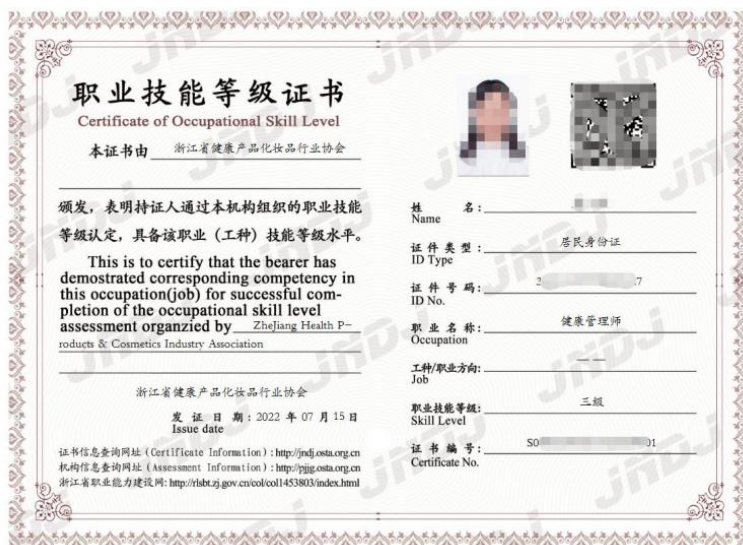 职业技能等级证书
Certificate of Occupational Skill Level
本证书由 浙江省健康产品化妆品行业协会
颁发，表明持证人通过本机构组织的职业技能
等级认定，具备该职业（工种）技能等级水平。
This is to certify that the bearer has
demostrated corresponding competency in
this occupation(job) for successful com-
pletion of the occupational skill level
assessment organzied by ZheJiang Health P-
roducts & Cosmetics Industry Association
浙江省健康产品化妆品行业协会
发 证 日 期：2022 年 07 月 15 日
Issue date
证书信息查询网址（Certificate Information）：http://jndj.osta.org.cn
机构信息查询网址（Assessment Information）：http://pjjg.osta.org.cn
浙江省职业能力建设网：http://rlsbt.zj.gov.cn/col/col1453803/index.html
姓 名：
Name
证 件 类 型：居民身份证
ID Type
证 件 号 码：
ID No.
职 业 名 称：健康管理师
Occupation
工种/职业方向：——
Job
职业技能等级：三级
Skill Level
证 书 编 号：S0 01
Certificate No.
JNDJ